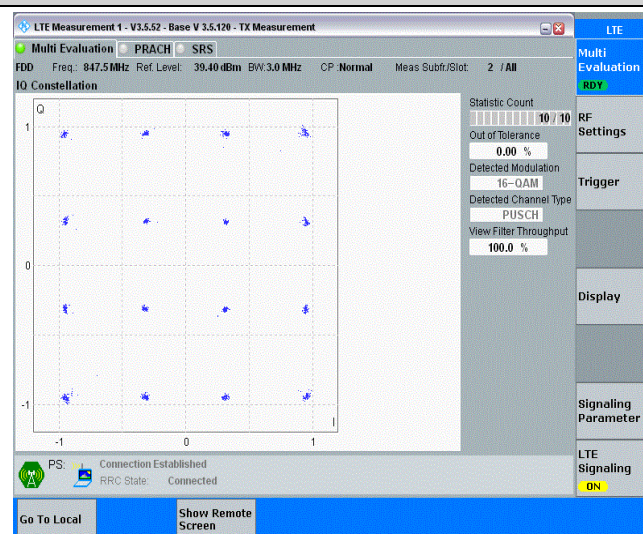 LTE Measurement 1 - V3.5.52 - Base V 3.5.120 - TX Measurement
LTE
Multi Evaluation PRACH SRS
Multi
Evaluation
RDY
FDD Freq.: 847.5 MHz Ref. Level: 39.40 dBm BW: 3.0 MHz CP :Normal Meas Subfr./Slot: 2 / All
IQ Constellation
Q
1
0
-1
-1 0 1
I
Statistic Count
10 / 10
Out of Tolerance
0.00 %
Detected Modulation
16-QAM
Detected Channel Type
PUSCH
View Filter Throughput
100.0 %
RF
Settings
Trigger
Display
Signaling
Parameter
LTE
Signaling
ON
PS: Connection Established
RRC State: Connected
Go To Local
Show Remote
Screen